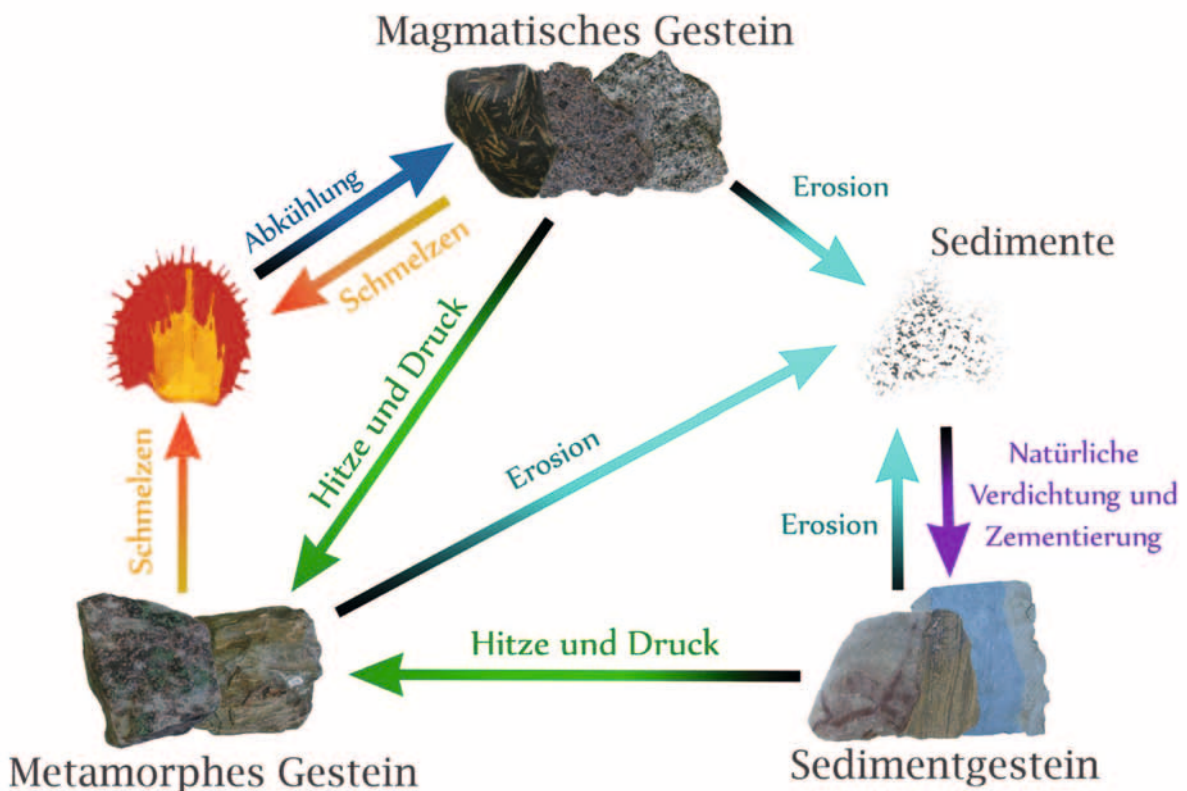 Magmatisches Gestein
Abkühlung
Schmelzen
Erosion
Sedimente
Hitze und Druck
Erosion
Schmelzen
Natürliche
Verdichtung und
Zementierung
Erosion
Hitze und Druck
Metamorphes Gestein
Sedimentgestein